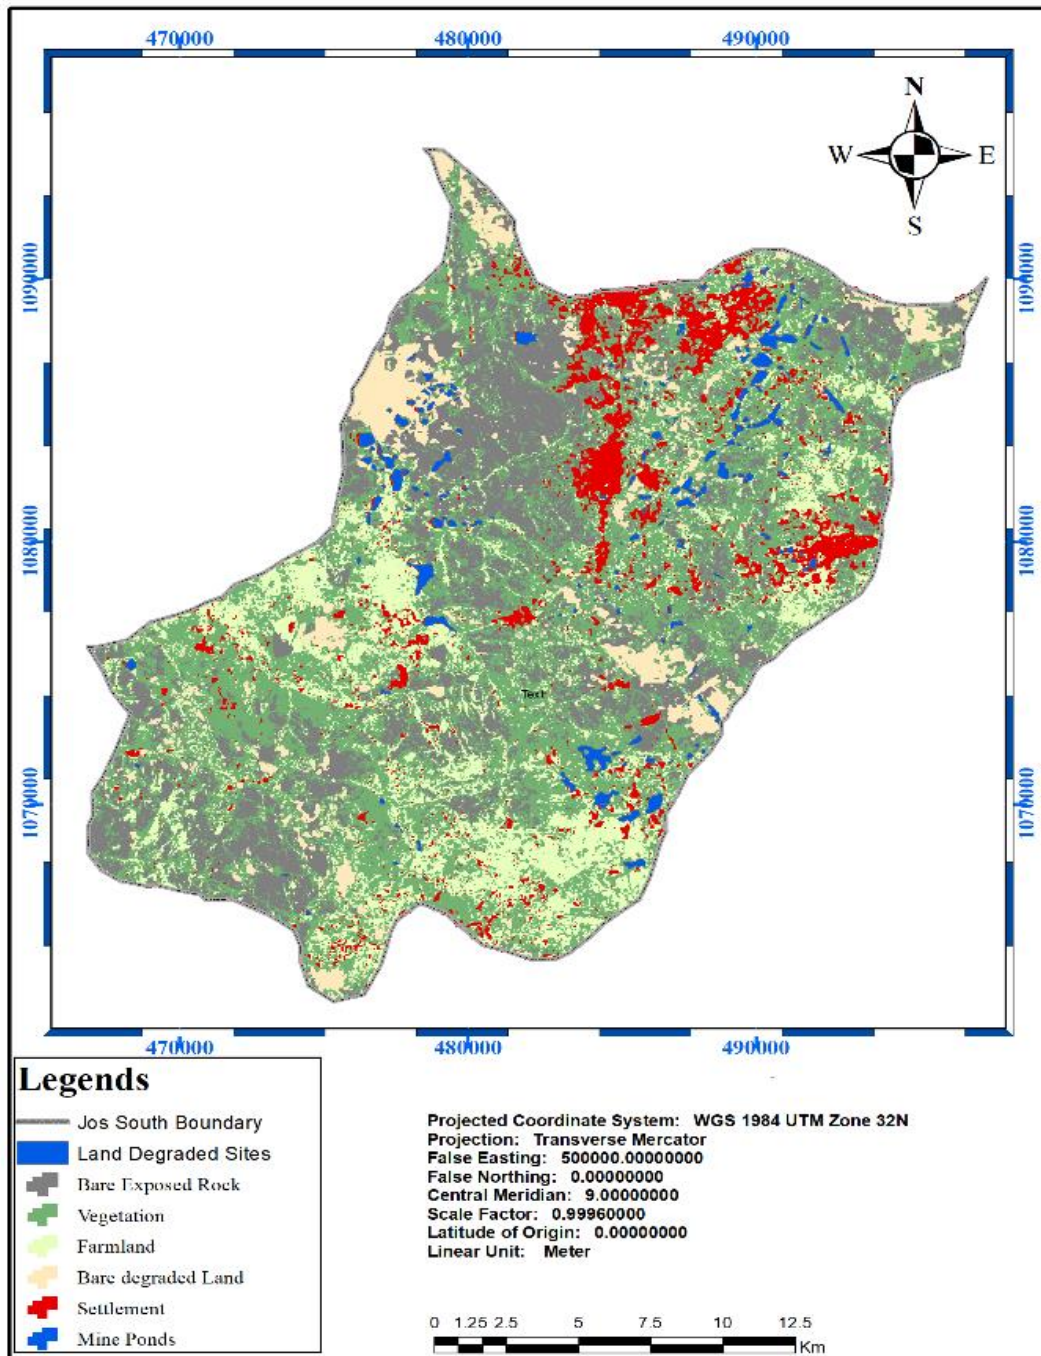 470000 480000 490000
N
W E
S
1090000 1090000
1080000 1080000
Text
1070000 1070000
470000 480000 490000
Legends
Jos South Boundary
Land Degraded Sites
Bare Exposed Rock
Vegetation
Farmland
Bare degraded Land
Settlement
Mine Ponds
Projected Coordinate System: WGS 1984 UTM Zone 32N
Projection: Transverse Mercator
False Easting: 500000.00000000
False Northing: 0.00000000
Central Meridian: 9.00000000
Scale Factor: 0.99960000
Latitude of Origin: 0.00000000
Linear Unit: Meter
0 1.25 2.5 5 7.5 10 12.5
Km